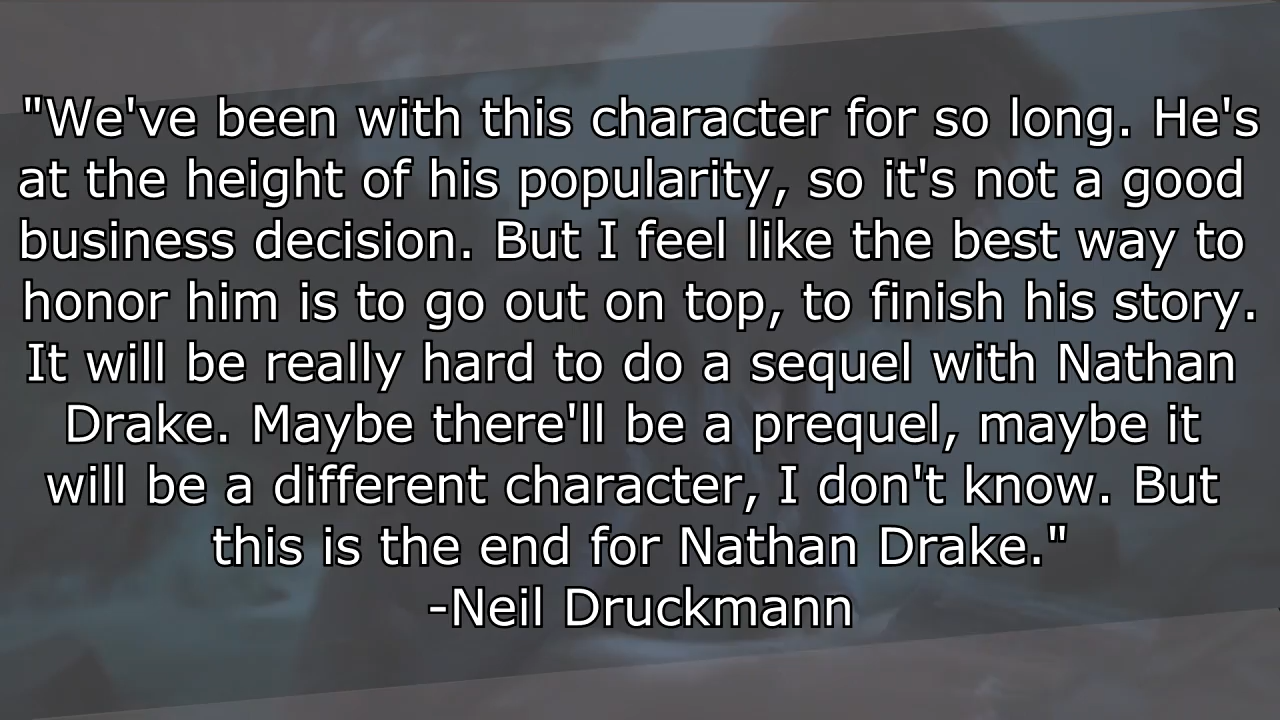 "We've been with this character for so long. He's
at the height of his popularity, so it's not a good
business decision. But I feel like the best way to
honor him is to go out on top, to finish his story.
It will be really hard to do a sequel with Nathan
Drake. Maybe there'll be a prequel, maybe it
will be a different character, I don't know. But
this is the end for Nathan Drake."
-Neil Druckmann